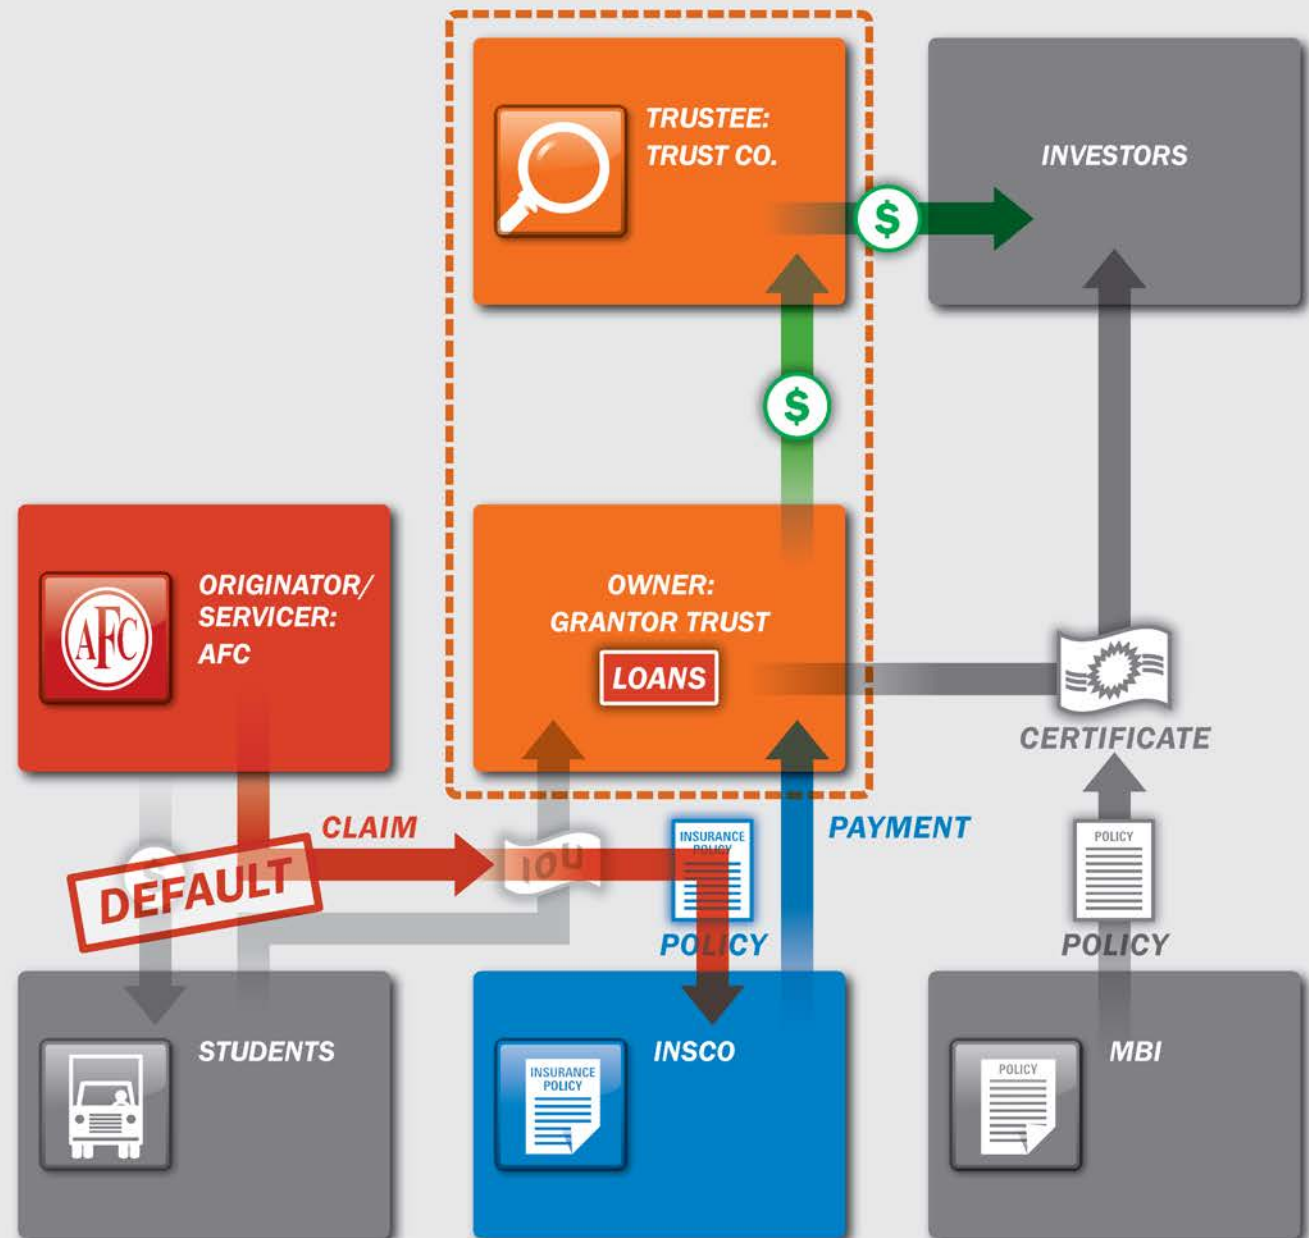 TRUSTEE:
TRUST CO.
INVESTORS
$
$
ORIGINATOR/
SERVICER:
AFC
AFC
OWNER:
GRANTOR TRUST
LOANS
CERTIFICATE
CLAIM
IOU
INSURANCE
POLICY
PAYMENT
POLICY
$
DEFAULT
POLICY
POLICY
STUDENTS
INSURANCE
POLICY
INSCO
POLICY
MBI